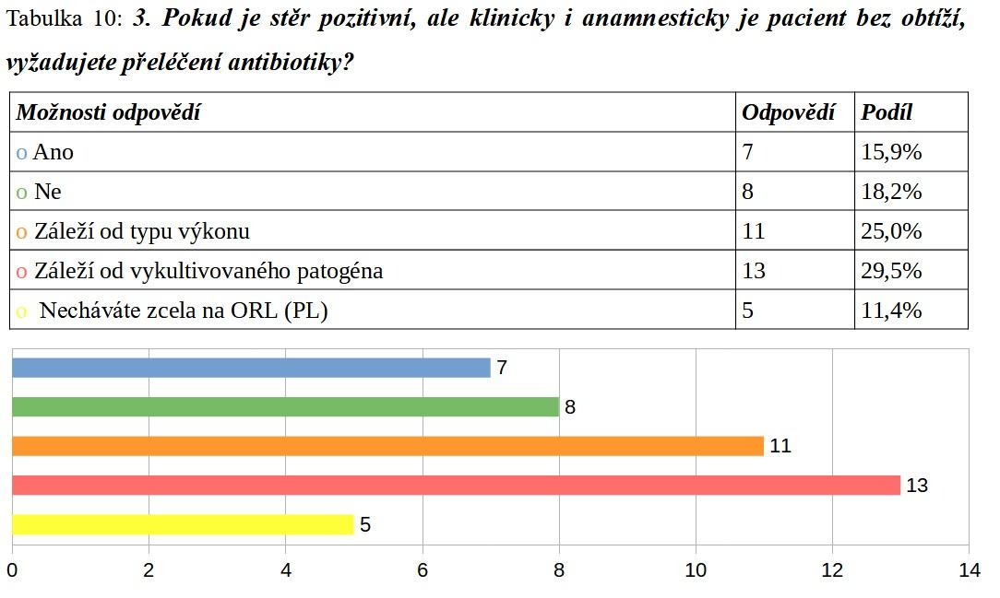 Tabulka 10: 3. Pokud je stěr pozitivní, ale klinicky i anamnesticky je pacient bez obtíží,
vyžadujete přeléčení antibiotiky?
Možnosti odpovědí Odpovědí Podíl
o Ano 7 15,9%
o Ne 8 18,2%
o Záleží od typu výkonu 11 25,0%
o Záleží od vykultivovaného patogéna 13 29,5%
o Necháváte zcela na ORL (PL) 5 11,4%
7
8
11
13
5
0 2 4 6 8 10 12 14